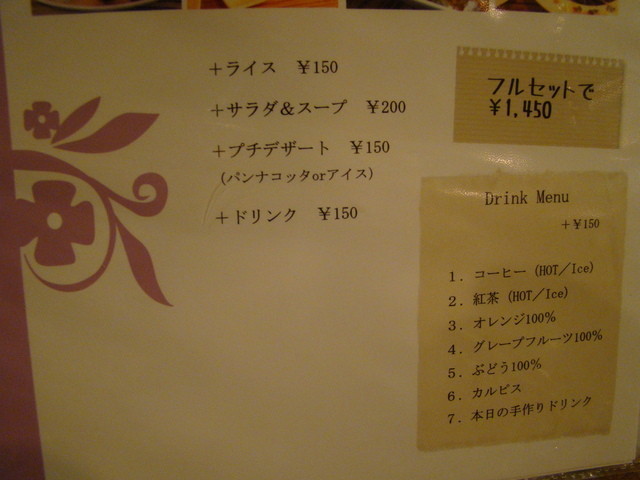 ＋ライス ￥150
＋サラダ＆スープ ￥200
＋プチデザート ￥150
(パンナコッタorアイス)
＋ドリンク ￥150
フルセットで
￥1,450
Drink Menu
＋￥150
1. コーヒー (HOT／Ice)
2. 紅茶 (HOT／Ice)
3. オレンジ100%
4. グレープフルーツ100%
5. ぶどう100%
6. カルピス
7. 本日の手作りドリンク